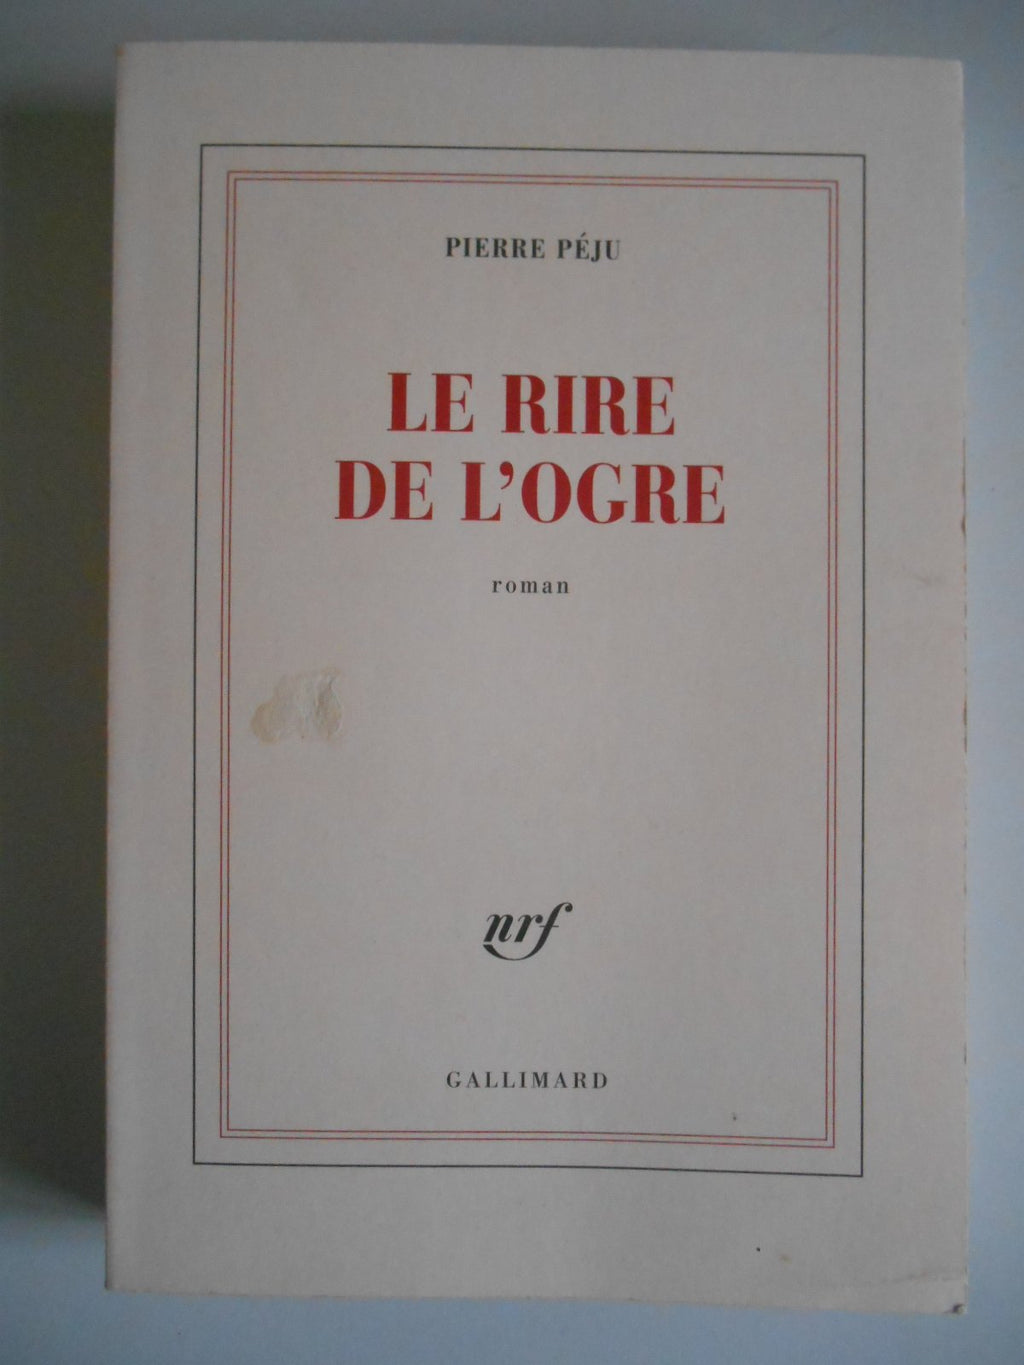 PIERRE PÉJU
LE RIRE
DE L'OGRE
roman
nrf
GALLIMARD